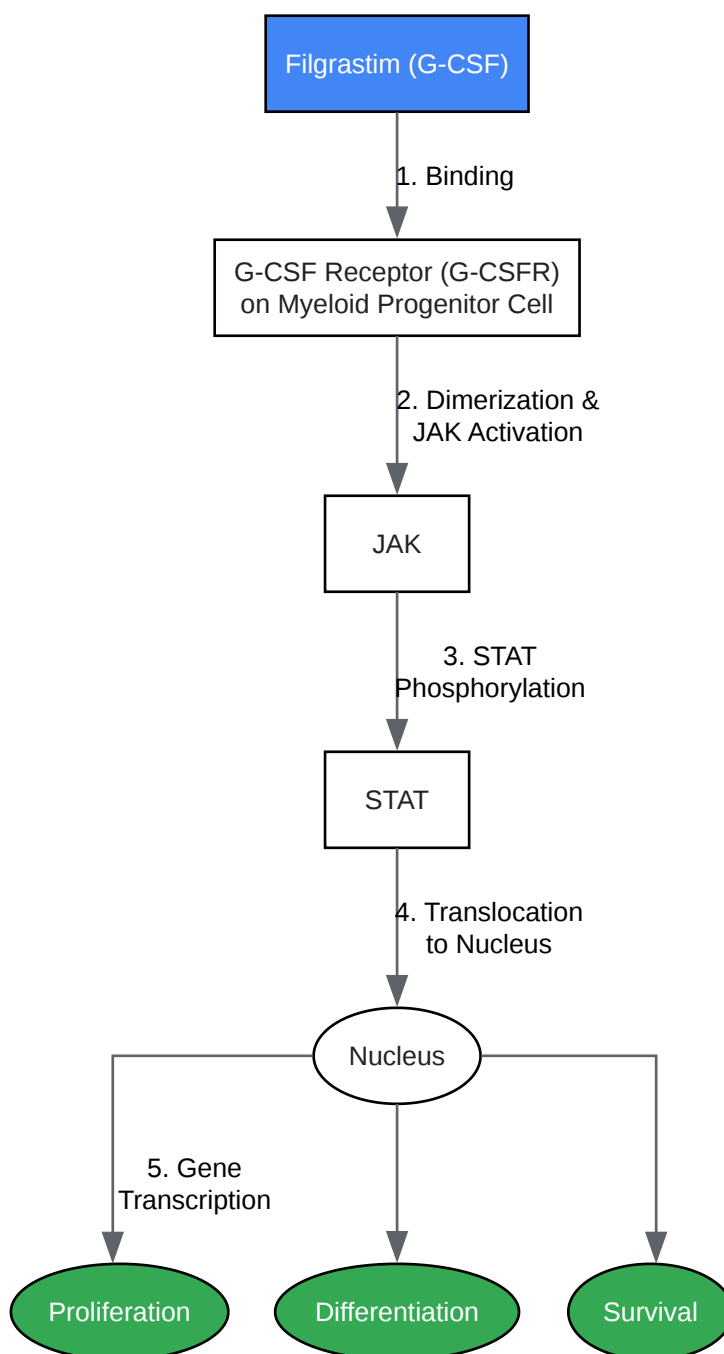 Filgrastim (G-CSF)
1. Binding
G-CSF Receptor (G-CSFR)
on Myeloid Progenitor Cell
2. Dimerization &
JAK Activation
JAK
3. STAT
Phosphorylation
STAT
4. Translocation
to Nucleus
Nucleus
5. Gene
Transcription
Proliferation
Differentiation
Survival